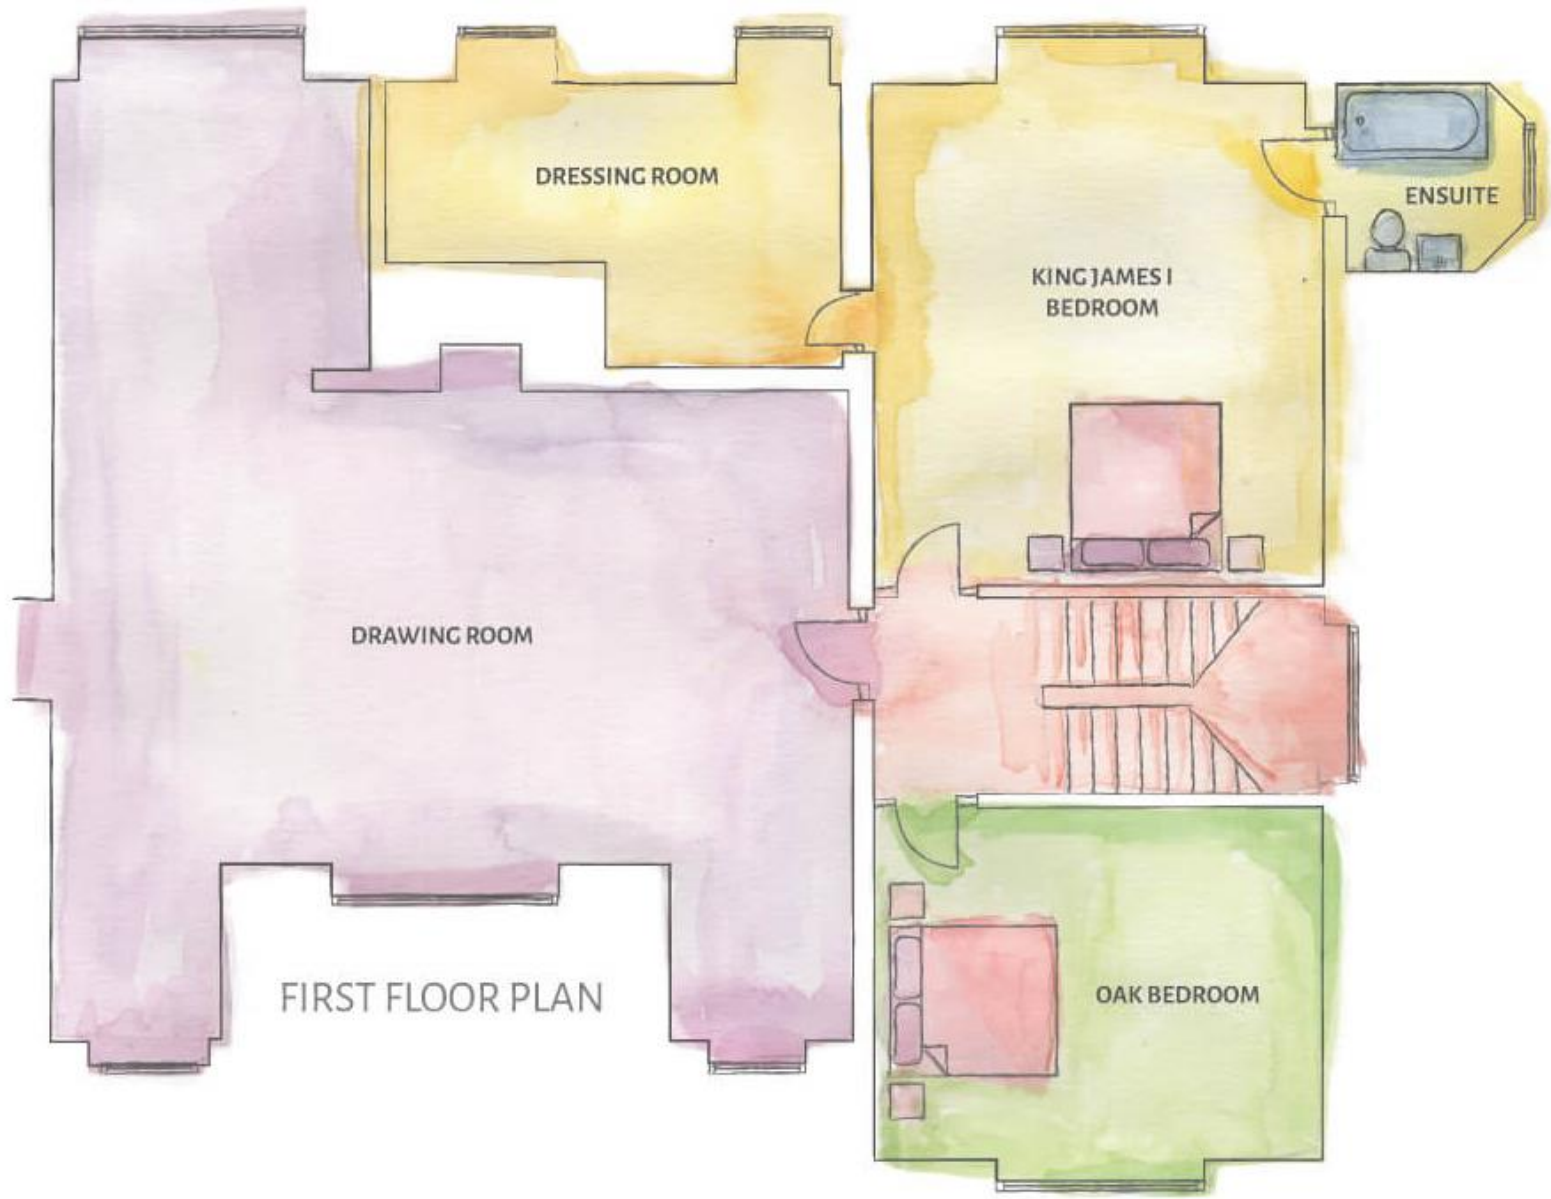 DRESSING ROOM
ENSUITE
KING JAMES I
BEDROOM
DRAWING ROOM
FIRST FLOOR PLAN
OAK BEDROOM